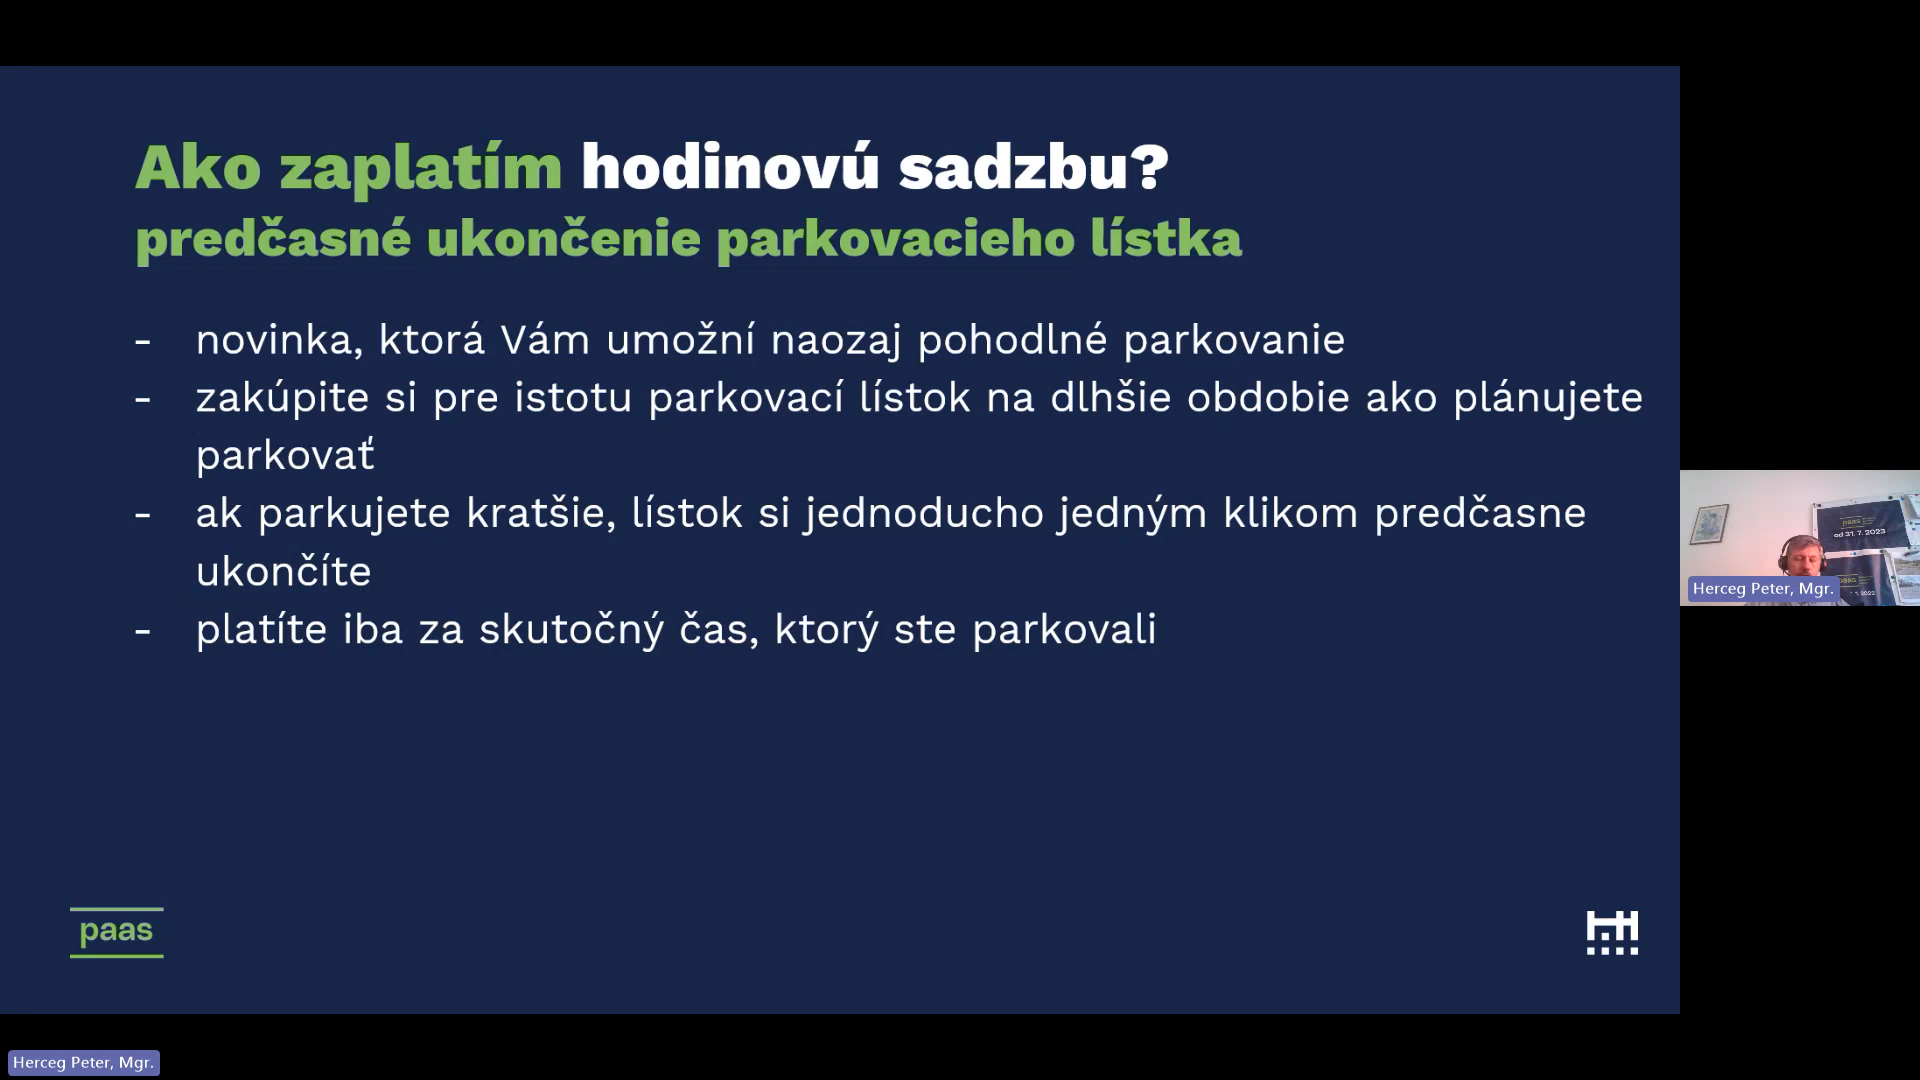 Ako zaplatím hodinovú sadzbu?
predčasné ukončenie parkovacieho lístka
- novinka, ktorá Vám umožní naozaj pohodlné parkovanie
- zakúpite si pre istotu parkovací lístok na dlhšie obdobie ako plánujete
parkovať
- ak parkujete kratšie, lístok si jednoducho jedným klikom predčasne
ukončíte
- platíte iba za skutočný čas, ktorý ste parkovali
paas
paas
od 31. 7. 2023
paas
Herceg Peter, Mgr.
Herceg Peter, Mgr.